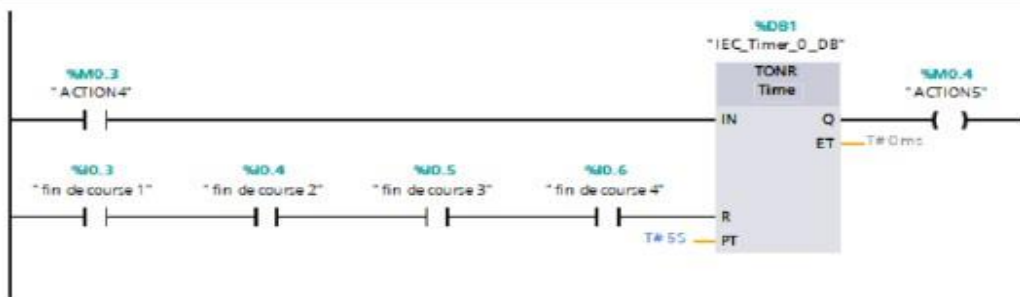 %DB1
"IEC_Timer_0_DB"
TONR
Time
%M0.3
"ACTION4"
%M0.4
"ACTION5"
IN
Q
ET
T#0ms
%I0.3
"fin de course 1"
%I0.4
"fin de course 2"
%I0.5
"fin de course 3"
%I0.6
"fin de course 4"
R
T#5S
PT